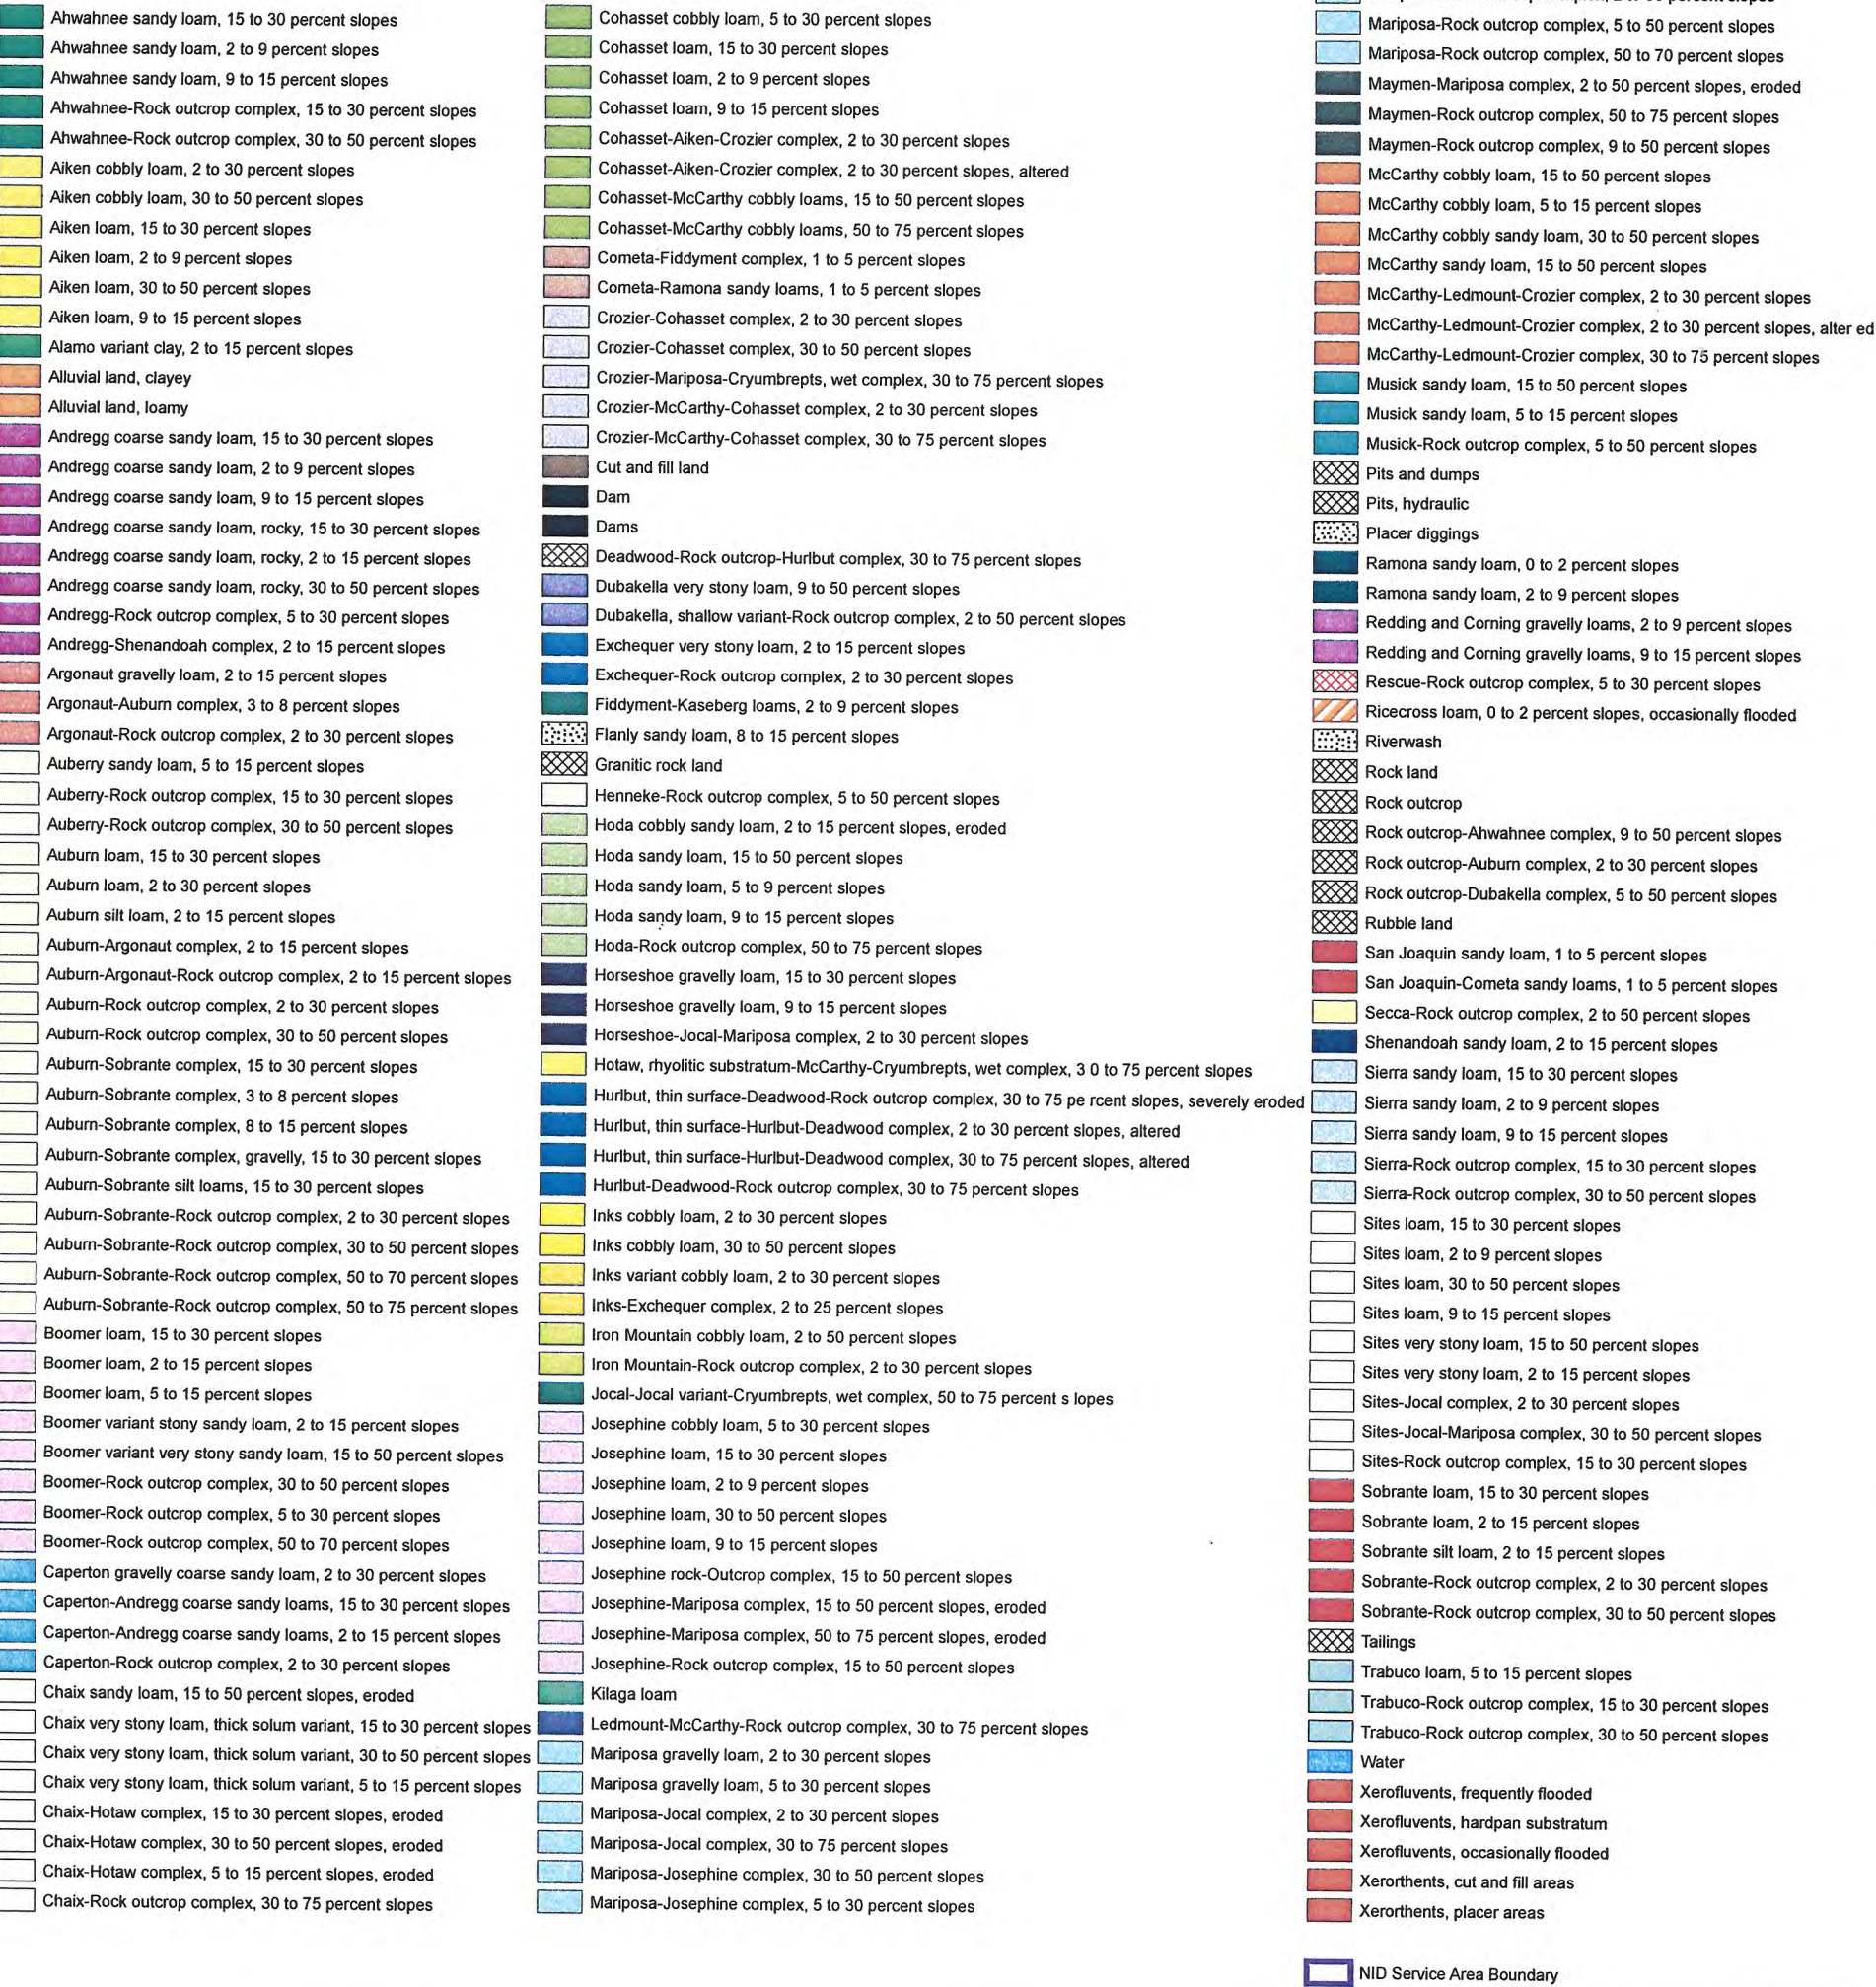 Ahwahnee sandy loam, 15 to 30 percent slopes
Ahwahnee sandy loam, 2 to 9 percent slopes
Ahwahnee sandy loam, 9 to 15 percent slopes
Ahwahnee-Rock outcrop complex, 15 to 30 percent slopes
Ahwahnee-Rock outcrop complex, 30 to 50 percent slopes
Aiken cobbly loam, 2 to 30 percent slopes
Aiken cobbly loam, 30 to 50 percent slopes
Aiken loam, 15 to 30 percent slopes
Aiken loam, 2 to 9 percent slopes
Aiken loam, 30 to 50 percent slopes
Aiken loam, 9 to 15 percent slopes
Alamo variant clay, 2 to 15 percent slopes
Alluvial land, clayey
Alluvial land, loamy
Andregg coarse sandy loam, 15 to 30 percent slopes
Andregg coarse sandy loam, 2 to 9 percent slopes
Andregg coarse sandy loam, 9 to 15 percent slopes
Andregg coarse sandy loam, rocky, 15 to 30 percent slopes
Andregg coarse sandy loam, rocky, 2 to 15 percent slopes
Andregg coarse sandy loam, rocky, 30 to 50 percent slopes
Andregg-Rock outcrop complex, 5 to 30 percent slopes
Andregg-Shenandoah complex, 2 to 15 percent slopes
Argonaut gravelly loam, 2 to 15 percent slopes
Argonaut-Auburn complex, 3 to 8 percent slopes
Argonaut-Rock outcrop complex, 2 to 30 percent slopes
Auberry sandy loam, 5 to 15 percent slopes
Auberry-Rock outcrop complex, 15 to 30 percent slopes
Auberry-Rock outcrop complex, 30 to 50 percent slopes
Auburn loam, 15 to 30 percent slopes
Auburn loam, 2 to 30 percent slopes
Auburn silt loam, 2 to 15 percent slopes
Auburn-Argonaut complex, 2 to 15 percent slopes
Auburn-Argonaut-Rock outcrop complex, 2 to 15 percent slopes
Auburn-Rock outcrop complex, 2 to 30 percent slopes
Auburn-Rock outcrop complex, 30 to 50 percent slopes
Auburn-Sobrante complex, 15 to 30 percent slopes
Auburn-Sobrante complex, 3 to 8 percent slopes
Auburn-Sobrante complex, 8 to 15 percent slopes
Auburn-Sobrante complex, gravelly, 15 to 30 percent slopes
Auburn-Sobrante silt loams, 15 to 30 percent slopes
Auburn-Sobrante-Rock outcrop complex, 2 to 30 percent slopes
Auburn-Sobrante-Rock outcrop complex, 30 to 50 percent slopes
Auburn-Sobrante-Rock outcrop complex, 50 to 70 percent slopes
Auburn-Sobrante-Rock outcrop complex, 50 to 75 percent slopes
Boomer loam, 15 to 30 percent slopes
Boomer loam, 2 to 15 percent slopes
Boomer loam, 5 to 15 percent slopes
Boomer variant stony sandy loam, 2 to 15 percent slopes
Boomer variant very stony sandy loam, 15 to 50 percent slopes
Boomer-Rock outcrop complex, 30 to 50 percent slopes
Boomer-Rock outcrop complex, 5 to 30 percent slopes
Boomer-Rock outcrop complex, 50 to 70 percent slopes
Caperton gravelly coarse sandy loam, 2 to 30 percent slopes
Caperton-Andregg coarse sandy loams, 15 to 30 percent slopes
Caperton-Andregg coarse sandy loams, 2 to 15 percent slopes
Caperton-Rock outcrop complex, 2 to 30 percent slopes
Chaix sandy loam, 15 to 50 percent slopes, eroded
Chaix very stony loam, thick solum variant, 15 to 30 percent slopes
Chaix very stony loam, thick solum variant, 30 to 50 percent slopes
Chaix very stony loam, thick solum variant, 5 to 15 percent slopes
Chaix-Hotaw complex, 15 to 30 percent slopes, eroded
Chaix-Hotaw complex, 30 to 50 percent slopes, eroded
Chaix-Hotaw complex, 5 to 15 percent slopes, eroded
Chaix-Rock outcrop complex, 30 to 75 percent slopes
Cohasset cobbly loam, 5 to 30 percent slopes
Cohasset loam, 15 to 30 percent slopes
Cohasset loam, 2 to 9 percent slopes
Cohasset loam, 9 to 15 percent slopes
Cohasset-Aiken-Crozier complex, 2 to 30 percent slopes
Cohasset-Aiken-Crozier complex, 2 to 30 percent slopes, altered
Cohasset-McCarthy cobbly loams, 15 to 50 percent slopes
Cohasset-McCarthy cobbly loams, 50 to 75 percent slopes
Cometa-Fiddyment complex, 1 to 5 percent slopes
Cometa-Ramona sandy loams, 1 to 5 percent slopes
Crozier-Cohasset complex, 2 to 30 percent slopes
Crozier-Cohasset complex, 30 to 50 percent slopes
Crozier-Mariposa-Cryumbrepts, wet complex, 30 to 75 percent slopes
Crozier-McCarthy-Cohasset complex, 2 to 30 percent slopes
Crozier-McCarthy-Cohasset complex, 30 to 75 percent slopes
Cut and fill land
Dam
Dams
Deadwood-Rock outcrop-Hurlbut complex, 30 to 75 percent slopes
Dubakella very stony loam, 9 to 50 percent slopes
Dubakella, shallow variant-Rock outcrop complex, 2 to 50 percent slopes
Exchequer very stony loam, 2 to 15 percent slopes
Exchequer-Rock outcrop complex, 2 to 30 percent slopes
Fiddyment-Kaseberg loams, 2 to 9 percent slopes
Flanly sandy loam, 8 to 15 percent slopes
Granitic rock land
Henneke-Rock outcrop complex, 5 to 50 percent slopes
Hoda cobbly sandy loam, 2 to 15 percent slopes, eroded
Hoda sandy loam, 15 to 50 percent slopes
Hoda sandy loam, 5 to 9 percent slopes
Hoda sandy loam, 9 to 15 percent slopes
Hoda-Rock outcrop complex, 50 to 75 percent slopes
Horseshoe gravelly loam, 15 to 30 percent slopes
Horseshoe gravelly loam, 9 to 15 percent slopes
Horseshoe-Jocal-Mariposa complex, 2 to 30 percent slopes
Hotaw, rhyolitic substratum-McCarthy-Cryumbrepts, wet complex, 3 0 to 75 percent slopes
Hurlbut, thin surface-Deadwood-Rock outcrop complex, 30 to 75 pe rcent slopes, severely eroded
Hurlbut, thin surface-Hurlbut-Deadwood complex, 2 to 30 percent slopes, altered
Hurlbut, thin surface-Hurlbut-Deadwood complex, 30 to 75 percent slopes, altered
Hurlbut-Deadwood-Rock outcrop complex, 30 to 75 percent slopes
Inks cobbly loam, 2 to 30 percent slopes
Inks cobbly loam, 30 to 50 percent slopes
Inks variant cobbly loam, 2 to 30 percent slopes
Inks-Exchequer complex, 2 to 25 percent slopes
Iron Mountain cobbly loam, 2 to 50 percent slopes
Iron Mountain-Rock outcrop complex, 2 to 30 percent slopes
Jocal-Jocal variant-Cryumbrepts, wet complex, 50 to 75 percent s lopes
Josephine cobbly loam, 5 to 30 percent slopes
Josephine loam, 15 to 30 percent slopes
Josephine loam, 2 to 9 percent slopes
Josephine loam, 30 to 50 percent slopes
Josephine loam, 9 to 15 percent slopes
Josephine rock-Outcrop complex, 15 to 50 percent slopes
Josephine-Mariposa complex, 15 to 50 percent slopes, eroded
Josephine-Mariposa complex, 50 to 75 percent slopes, eroded
Josephine-Rock outcrop complex, 15 to 50 percent slopes
Kilaga loam
Ledmount-McCarthy-Rock outcrop complex, 30 to 75 percent slopes
Mariposa gravelly loam, 2 to 30 percent slopes
Mariposa gravelly loam, 5 to 30 percent slopes
Mariposa-Jocal complex, 2 to 30 percent slopes
Mariposa-Jocal complex, 30 to 75 percent slopes
Mariposa-Josephine complex, 30 to 50 percent slopes
Mariposa-Josephine complex, 5 to 30 percent slopes
Mariposa-Rock outcrop complex, 5 to 50 percent slopes
Mariposa-Rock outcrop complex, 50 to 70 percent slopes
Maymen-Mariposa complex, 2 to 50 percent slopes, eroded
Maymen-Rock outcrop complex, 50 to 75 percent slopes
Maymen-Rock outcrop complex, 9 to 50 percent slopes
McCarthy cobbly loam, 15 to 50 percent slopes
McCarthy cobbly loam, 5 to 15 percent slopes
McCarthy cobbly sandy loam, 30 to 50 percent slopes
McCarthy sandy loam, 15 to 50 percent slopes
McCarthy-Ledmount-Crozier complex, 2 to 30 percent slopes
McCarthy-Ledmount-Crozier complex, 2 to 30 percent slopes, alter ed
McCarthy-Ledmount-Crozier complex, 30 to 75 percent slopes
Musick sandy loam, 15 to 50 percent slopes
Musick sandy loam, 5 to 15 percent slopes
Musick-Rock outcrop complex, 5 to 50 percent slopes
Pits and dumps
Pits, hydraulic
Placer diggings
Ramona sandy loam, 0 to 2 percent slopes
Ramona sandy loam, 2 to 9 percent slopes
Redding and Corning gravelly loams, 2 to 9 percent slopes
Redding and Corning gravelly loams, 9 to 15 percent slopes
Rescue-Rock outcrop complex, 5 to 30 percent slopes
Ricecross loam, 0 to 2 percent slopes, occasionally flooded
Riverwash
Rock land
Rock outcrop
Rock outcrop-Ahwahnee complex, 9 to 50 percent slopes
Rock outcrop-Auburn complex, 2 to 30 percent slopes
Rock outcrop-Dubakella complex, 5 to 50 percent slopes
Rubble land
San Joaquin sandy loam, 1 to 5 percent slopes
San Joaquin-Cometa sandy loams, 1 to 5 percent slopes
Secca-Rock outcrop complex, 2 to 50 percent slopes
Shenandoah sandy loam, 2 to 15 percent slopes
Sierra sandy loam, 15 to 30 percent slopes
Sierra sandy loam, 2 to 9 percent slopes
Sierra sandy loam, 9 to 15 percent slopes
Sierra-Rock outcrop complex, 15 to 30 percent slopes
Sierra-Rock outcrop complex, 30 to 50 percent slopes
Sites loam, 15 to 30 percent slopes
Sites loam, 2 to 9 percent slopes
Sites loam, 30 to 50 percent slopes
Sites loam, 9 to 15 percent slopes
Sites very stony loam, 15 to 50 percent slopes
Sites very stony loam, 2 to 15 percent slopes
Sites-Jocal complex, 2 to 30 percent slopes
Sites-Jocal-Mariposa complex, 30 to 50 percent slopes
Sites-Rock outcrop complex, 15 to 30 percent slopes
Sobrante loam, 15 to 30 percent slopes
Sobrante loam, 2 to 15 percent slopes
Sobrante silt loam, 2 to 15 percent slopes
Sobrante-Rock outcrop complex, 2 to 30 percent slopes
Sobrante-Rock outcrop complex, 30 to 50 percent slopes
Tailings
Trabuco loam, 5 to 15 percent slopes
Trabuco-Rock outcrop complex, 15 to 30 percent slopes
Trabuco-Rock outcrop complex, 30 to 50 percent slopes
Water
Xerofluvents, frequently flooded
Xerofluvents, hardpan substratum
Xerofluvents, occasionally flooded
Xerorthents, cut and fill areas
Xerorthents, placer areas
NID Service Area Boundary